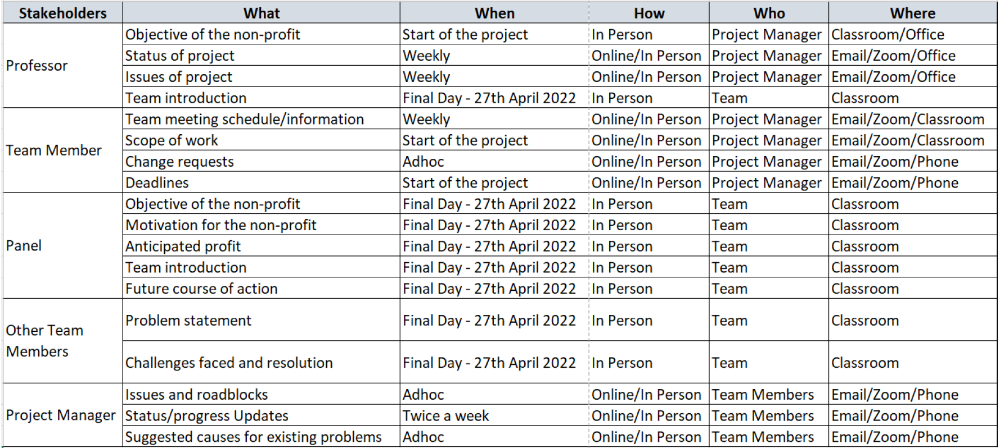 Stakeholders What When How Who Where
Professor
Objective of the non-profit Start of the project In Person Project Manager Classroom/Office
Status of project Weekly Online/In Person Project Manager Email/Zoom/Office
Issues of project Weekly Online/In Person Project Manager Email/Zoom/Office
Team introduction Final Day - 27th April 2022 In Person Team Classroom
Team Member
Team meeting schedule/information Weekly Online/In Person Project Manager Email/Zoom/Classroom
Scope of work Start of the project Online/In Person Project Manager Email/Zoom/Classroom
Change requests Adhoc Online/In Person Project Manager Email/Zoom/Phone
Deadlines Start of the project Online/In Person Project Manager Email/Zoom/Phone
Panel
Objective of the non-profit Final Day - 27th April 2022 In Person Team Classroom
Motivation for the non-profit Final Day - 27th April 2022 In Person Team Classroom
Anticipated profit Final Day - 27th April 2022 In Person Team Classroom
Team introduction Final Day - 27th April 2022 In Person Team Classroom
Future course of action Final Day - 27th April 2022 In Person Team Classroom
Other Team
Members
Problem statement Final Day - 27th April 2022 In Person Team Classroom
Challenges faced and resolution Final Day - 27th April 2022 In Person Team Classroom
Project Manager
Issues and roadblocks Adhoc Online/In Person Team Members Email/Zoom/Phone
Status/progress Updates Twice a week Online/In Person Team Members Email/Zoom/Phone
Suggested causes for existing problems Adhoc Online/In Person Team Members Email/Zoom/Phone